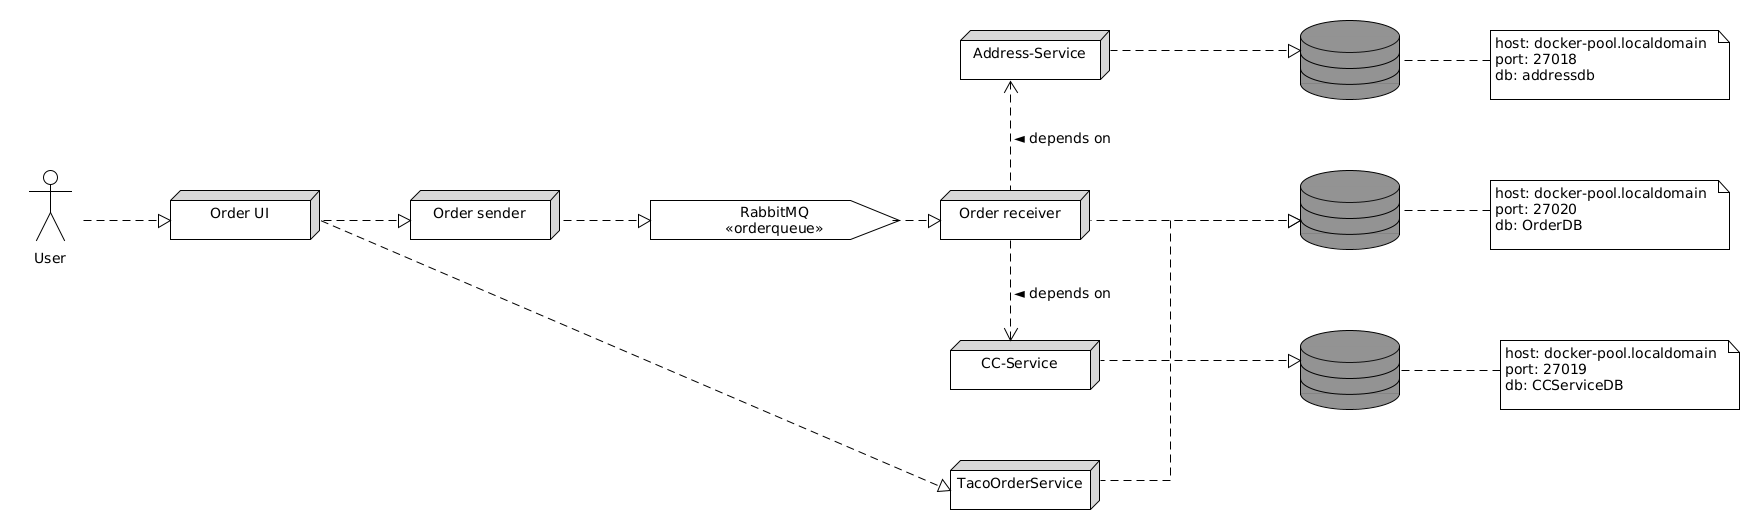 Address-Service
host: docker-pool.localdomain
port: 27018
db: addressdb
◄ depends on
User
Order UI
Order sender
RabbitMQ
«orderqueue»
Order receiver
host: docker-pool.localdomain
port: 27020
db: OrderDB
◄ depends on
CC-Service
host: docker-pool.localdomain
port: 27019
db: CCServiceDB
TacoOrderService